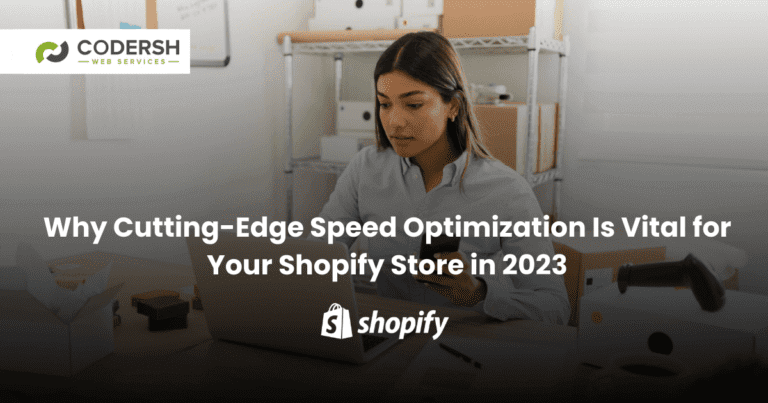 CODERSH
WEB SERVICES
Why Cutting-Edge Speed Optimization Is Vital for
Your Shopify Store in 2023
shopify